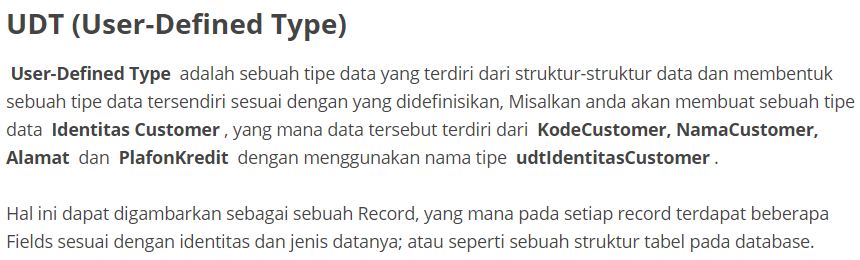 UDT (User-Defined Type)
User-Defined Type adalah sebuah tipe data yang terdiri dari struktur-struktur data dan membentuk
sebuah tipe data tersendiri sesuai dengan yang didefinisikan, Misalkan anda akan membuat sebuah tipe
data Identitas Customer , yang mana data tersebut terdiri dari KodeCustomer, NamaCustomer,
Alamat dan PlafonKredit dengan menggunakan nama tipe udtIdentitasCustomer .
Hal ini dapat digambarkan sebagai sebuah Record, yang mana pada setiap record terdapat beberapa
Fields sesuai dengan identitas dan jenis datanya; atau seperti sebuah struktur tabel pada database.